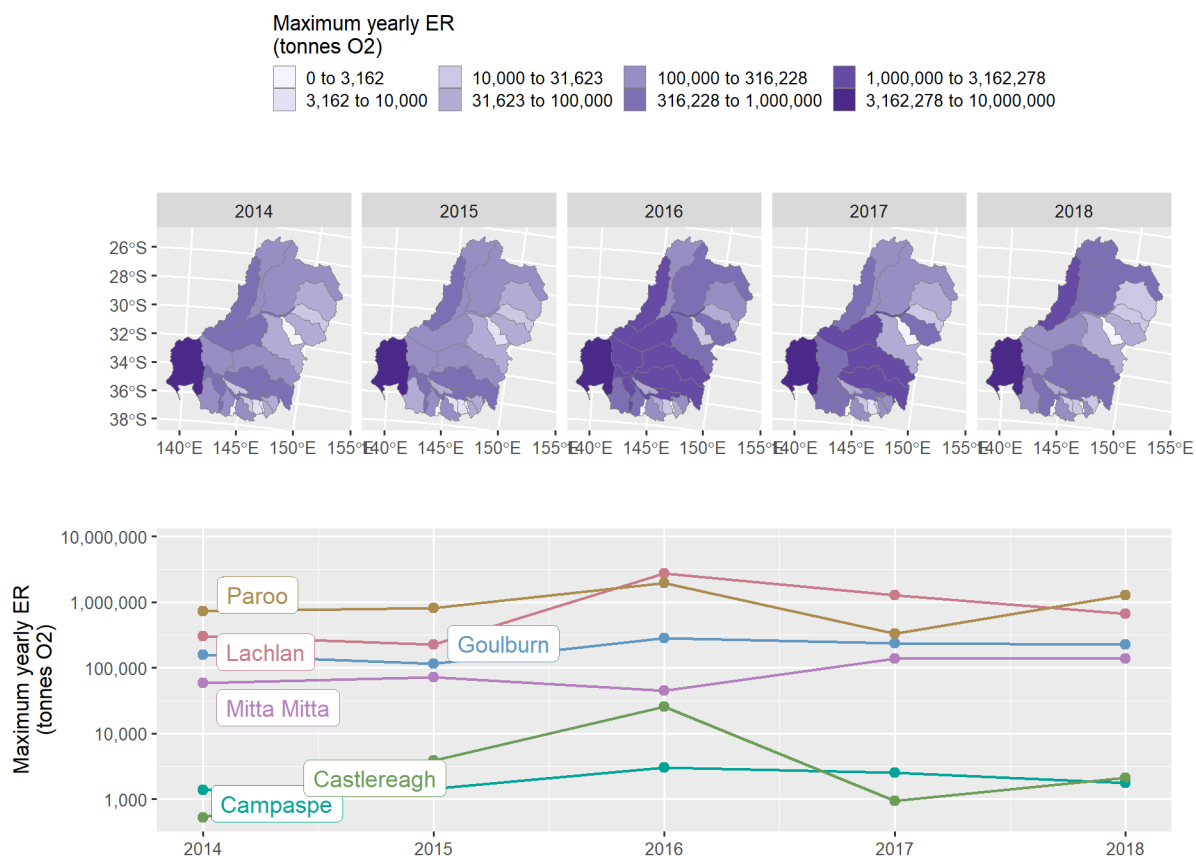 Maximum yearly ER
(tonnes O2)
0 to 3,162
10,000 to 31,623
100,000 to 316,228
1,000,000 to 3,162,278
3,162 to 10,000
31,623 to 100,000
316,228 to 1,000,000
3,162,278 to 10,000,000
2014 2015 2016 2017 2018
26°S
28°S
30°S
32°S
34°S
36°S
38°S
140°E 145°E 150°E 155°E 140°E 145°E 150°E 155°E 140°E 145°E 150°E 155°E 140°E 145°E 150°E 155°E 140°E 145°E 150°E 155°E
Maximum yearly ER
(tonnes O2)
10,000,000
1,000,000
100,000
10,000
1,000
Paroo
Lachlan
Goulburn
Mitta Mitta
Castlereagh
Campaspe
2014 2015 2016 2017 2018